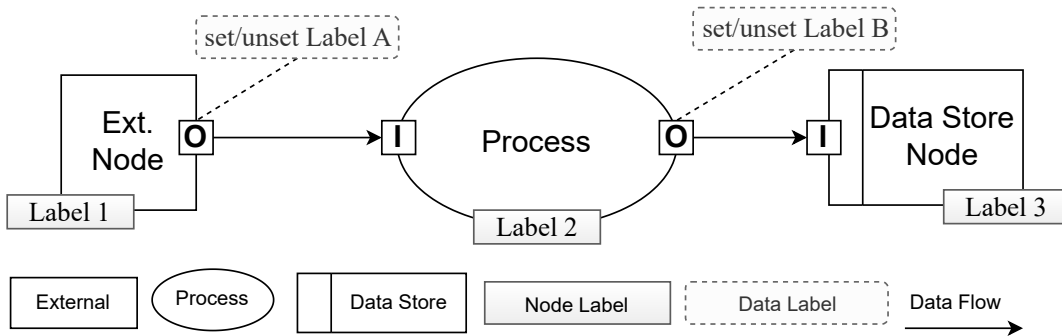 set/unset Label A
set/unset Label B
Ext.
Node
O
I
Process
O
I
Data Store
Node
Label 1
Label 2
Label 3
External
Process
Data Store
Node Label
Data Label
Data Flow